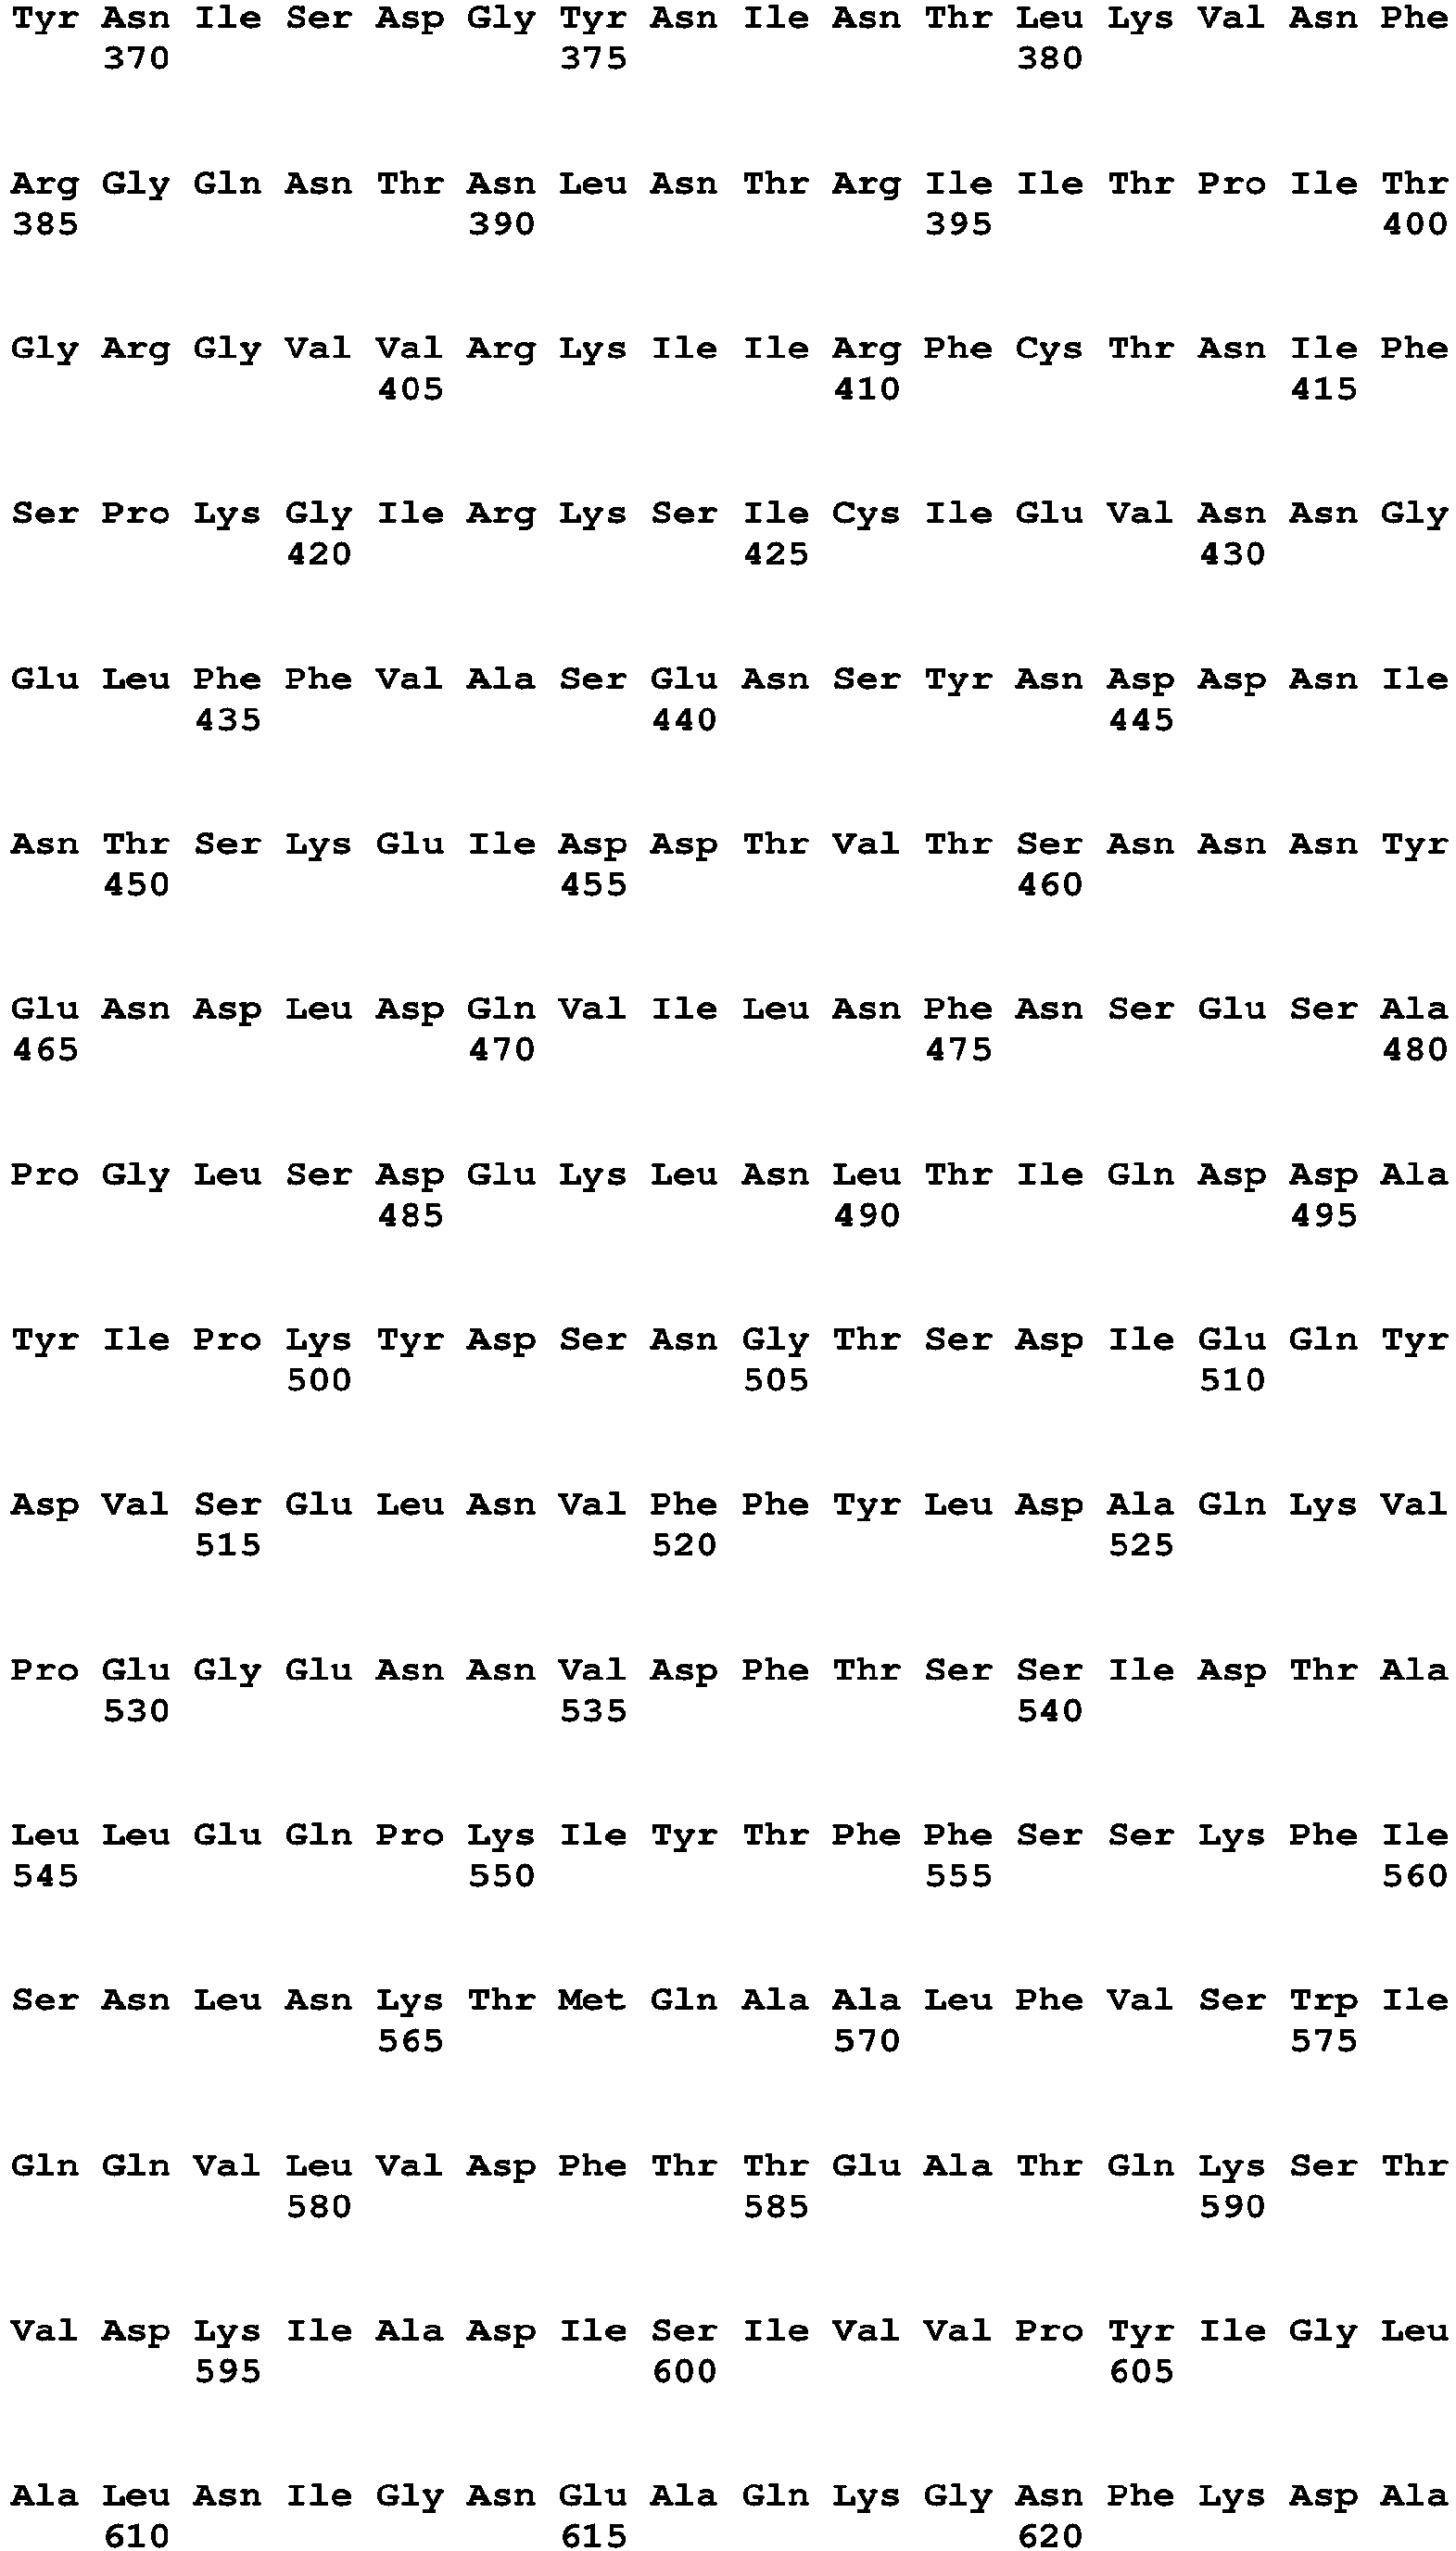 Tyr Asn Ile Ser Asp Gly Tyr Asn Ile Asn Thr Leu Lys Val Asn Phe
370 375 380
Arg Gly Gln Asn Thr Asn Leu Asn Thr Arg Ile Ile Thr Pro Ile Thr
385 390 395 400
Gly Arg Gly Val Val Arg Lys Ile Ile Arg Phe Cys Thr Asn Ile Phe
405 410 415
Ser Pro Lys Gly Ile Arg Lys Ser Ile Cys Ile Glu Val Asn Asn Gly
420 425 430
Glu Leu Phe Phe Val Ala Ser Glu Asn Ser Tyr Asn Asp Asp Asn Ile
435 440 445
Asn Thr Ser Lys Glu Ile Asp Asp Thr Val Thr Ser Asn Asn Asn Tyr
450 455 460
Glu Asn Asp Leu Asp Gln Val Ile Leu Asn Phe Asn Ser Glu Ser Ala
465 470 475 480
Pro Gly Leu Ser Asp Glu Lys Leu Asn Leu Thr Ile Gln Asp Asp Ala
485 490 495
Tyr Ile Pro Lys Tyr Asp Ser Asn Gly Thr Ser Asp Ile Glu Gln Tyr
500 505 510
Asp Val Ser Glu Leu Asn Val Phe Phe Tyr Leu Asp Ala Gln Lys Val
515 520 525
Pro Glu Gly Glu Asn Asn Val Asp Phe Thr Ser Ser Ile Asp Thr Ala
530 535 540
Leu Leu Glu Gln Pro Lys Ile Tyr Thr Phe Phe Ser Ser Lys Phe Ile
545 550 555 560
Ser Asn Leu Asn Lys Thr Met Gln Ala Ala Leu Phe Val Ser Trp Ile
565 570 575
Gln Gln Val Leu Val Asp Phe Thr Thr Glu Ala Thr Gln Lys Ser Thr
580 585 590
Val Asp Lys Ile Ala Asp Ile Ser Ile Val Val Pro Tyr Ile Gly Leu
595 600 605
Ala Leu Asn Ile Gly Asn Glu Ala Gln Lys Gly Asn Phe Lys Asp Ala
610 615 620